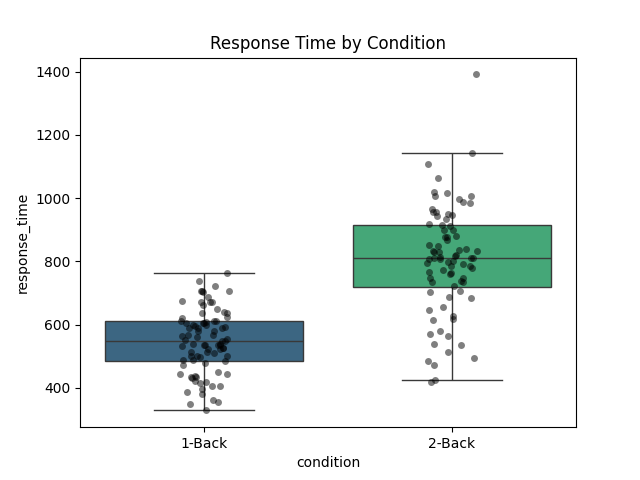 Response Time by Condition
1400
1200
1000
800
600
400
response_time
1-Back
2-Back
condition